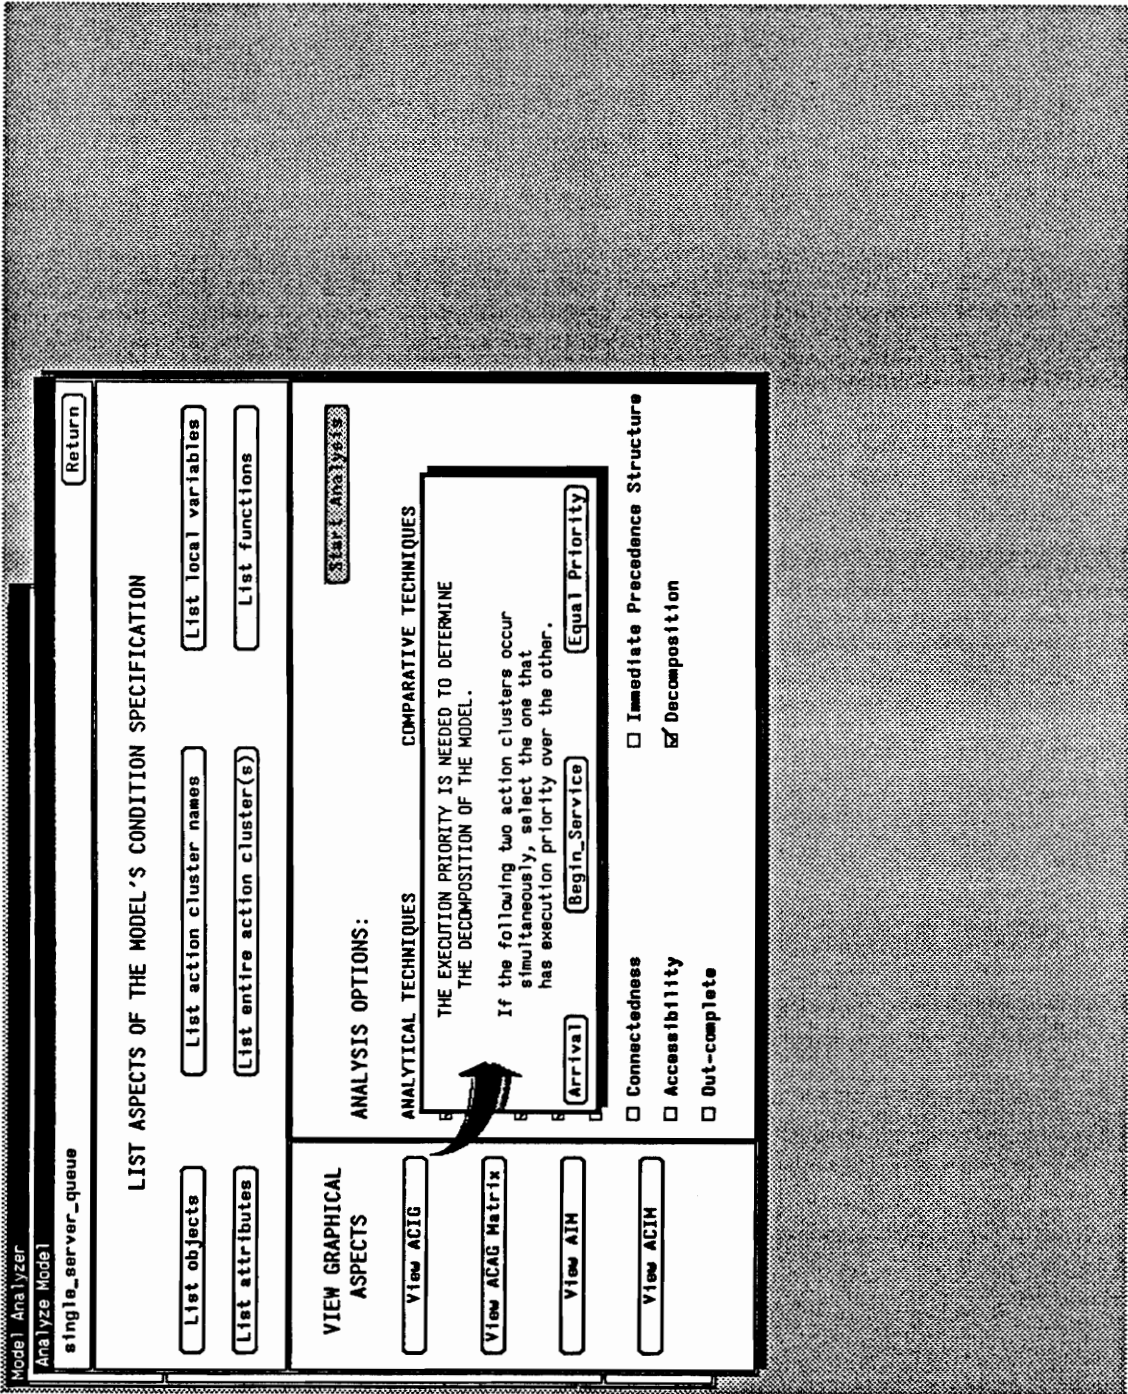 Model Analyzer
Analyze Model
single_server_queue
Return
LIST ASPECTS OF THE MODEL'S CONDITION SPECIFICATION
List objects
List action cluster names
List local variables
List attributes
List entire action cluster(s)
List functions
VIEW GRAPHICAL
ASPECTS
View ACIG
View ACAG Matrix
View AIM
View ACIM
ANALYSIS OPTIONS:
Start Analysis
ANALYTICAL TECHNIQUES
COMPARATIVE TECHNIQUES
THE EXECUTION PRIORITY IS NEEDED TO DETERMINE
THE DECOMPOSITION OF THE MODEL.
If the following two action clusters occur
simultaneously, select the one that
has execution priority over the other.
Arrival
Begin_Service
Equal Priority
Connectedness
Immediate Precedence Structure
Accessibility
Decomposition
Out-complete